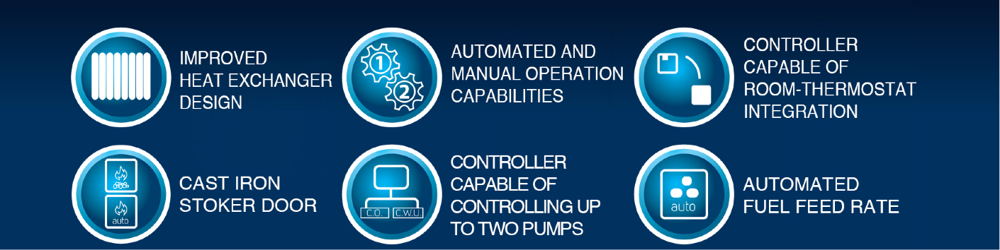 IMPROVED
HEAT EXCHANGER
DESIGN
1
2
AUTOMATED AND
MANUAL OPERATION
CAPABILITIES
CONTROLLER
CAPABLE OF
ROOM-THERMOSTAT
INTEGRATION
auto
CAST IRON
STOKER DOOR
C.O. C.W.U.
CONTROLLER
CAPABLE OF
CONTROLLING UP
TO TWO PUMPS
auto
AUTOMATED
FUEL FEED RATE